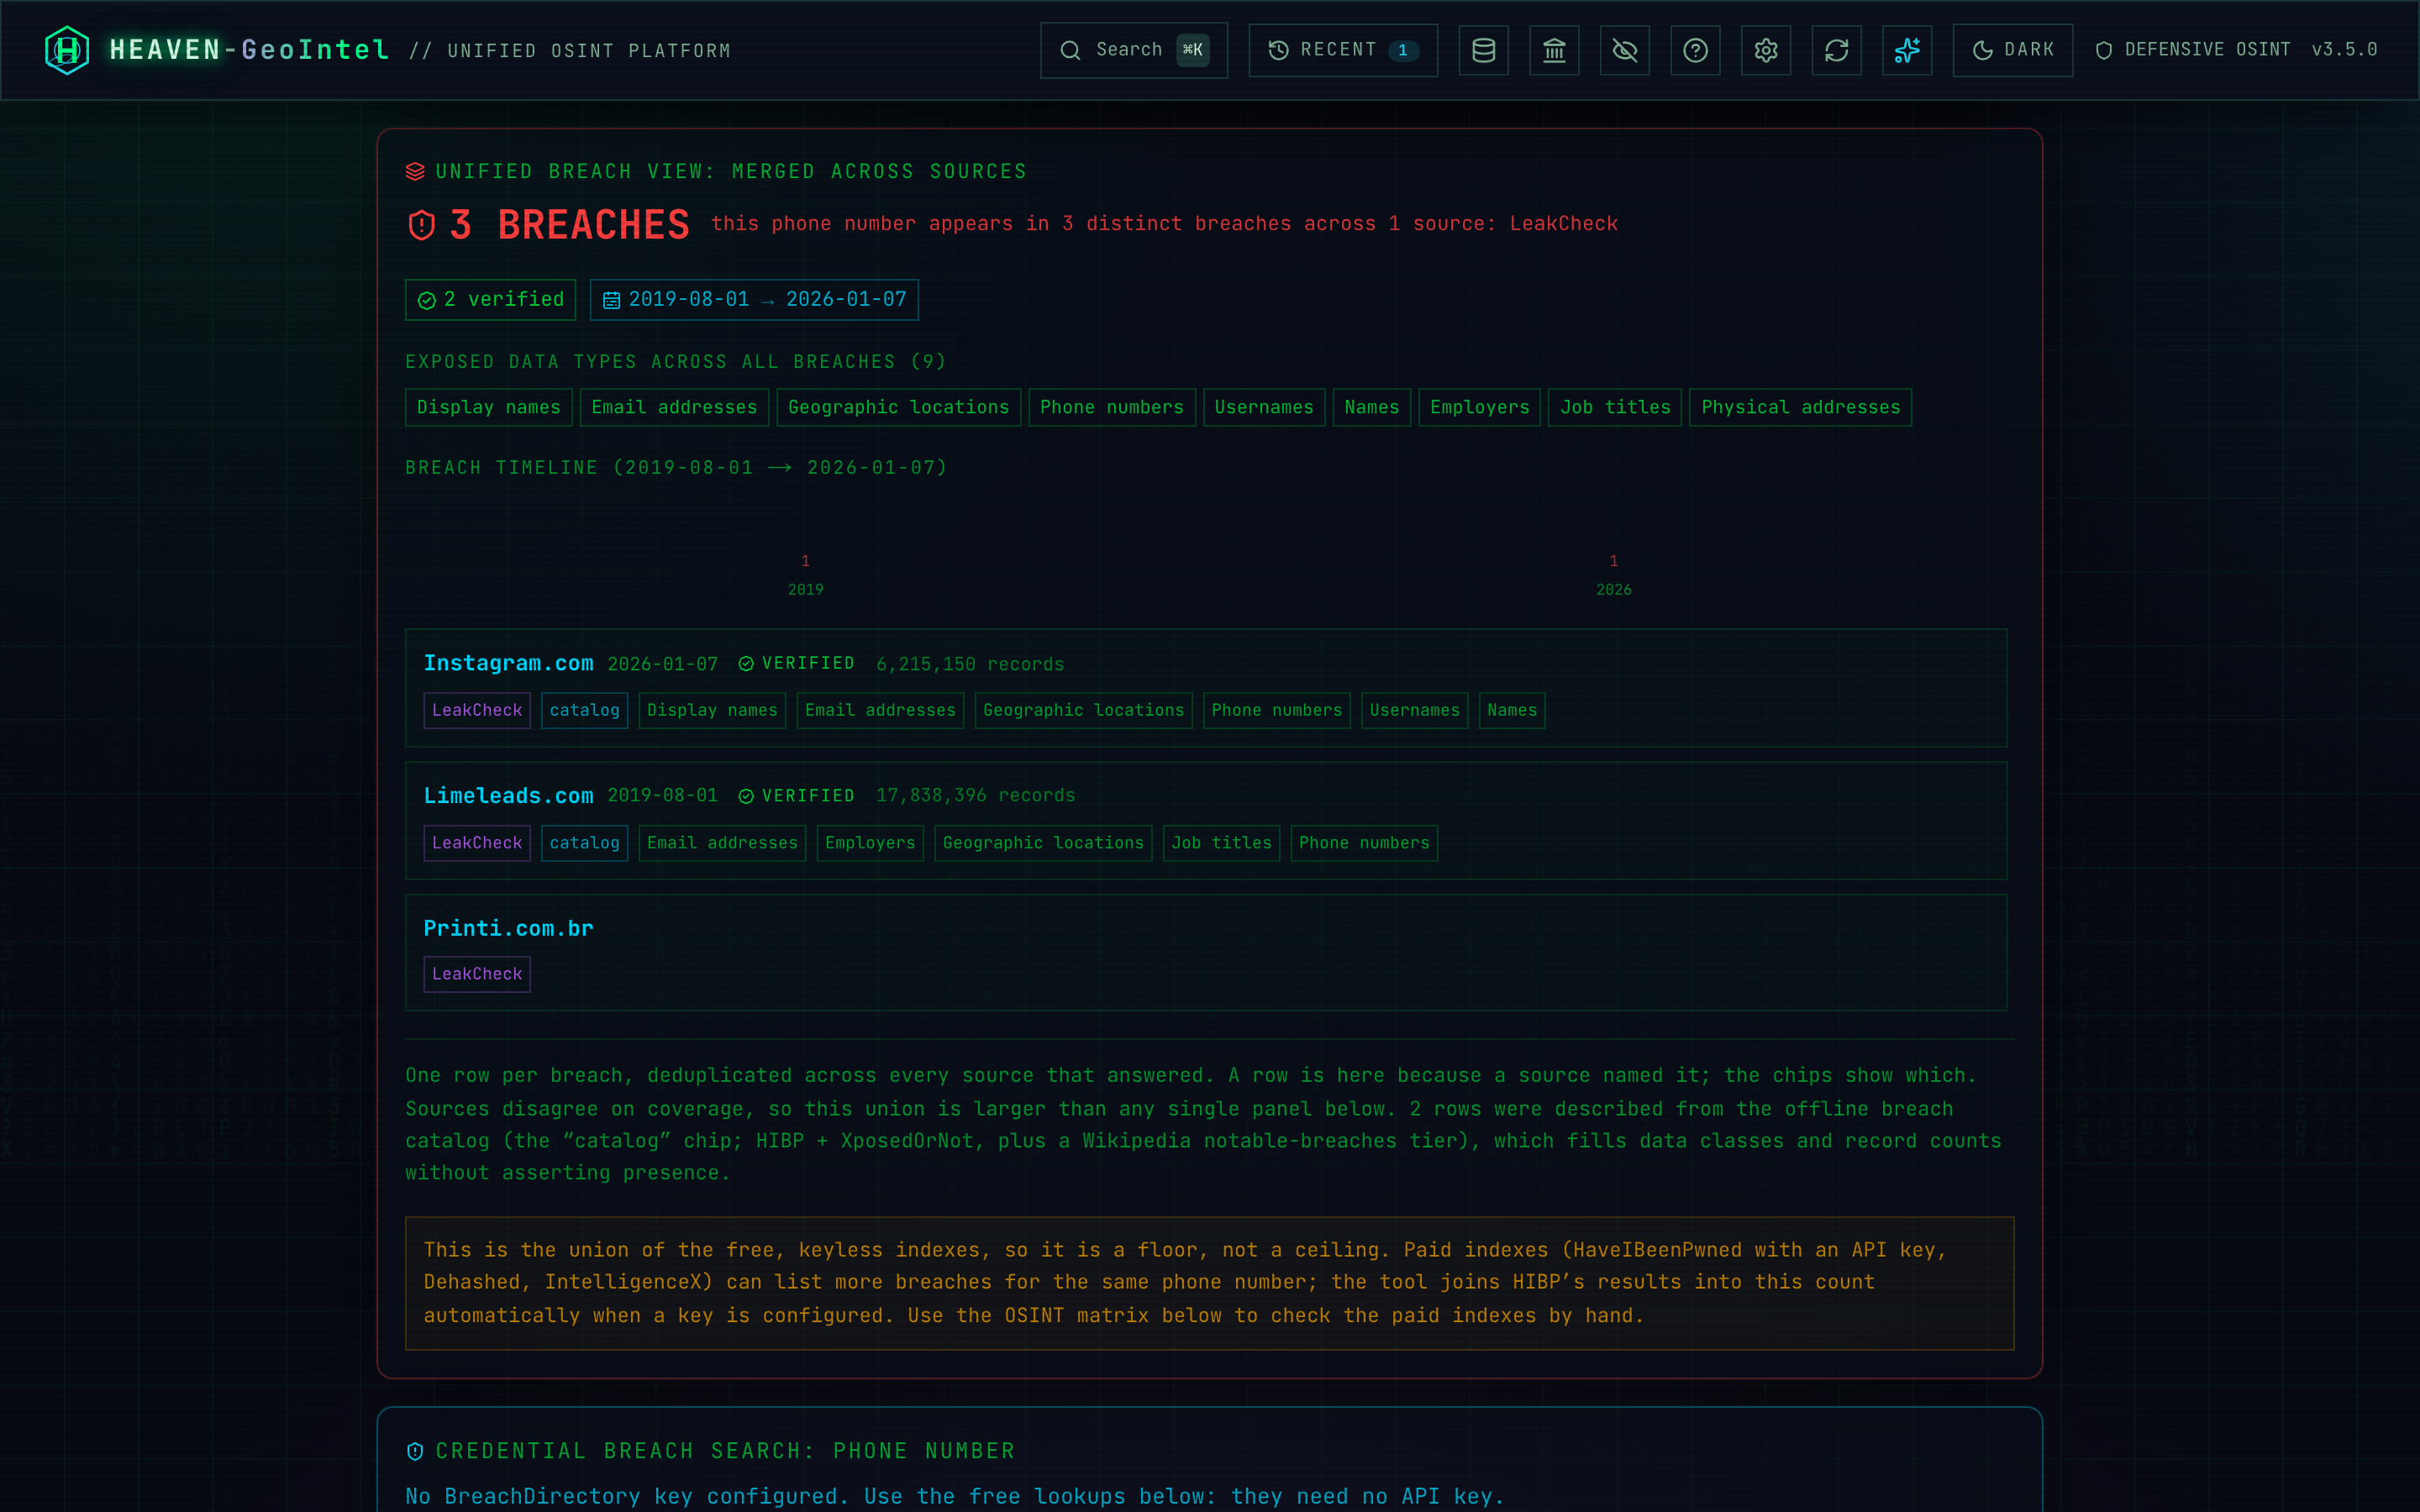 HEAVEN-GeoIntel // UNIFIED OSINT PLATFORM
Search ⌘K
RECENT 1
DARK
DEFENSIVE OSINT v3.5.0
UNIFIED BREACH VIEW: MERGED ACROSS SOURCES
3 BREACHES this phone number appears in 3 distinct breaches across 1 source: LeakCheck
2 verified 2019-08-01 → 2026-01-07
EXPOSED DATA TYPES ACROSS ALL BREACHES (9)
Display names Email addresses Geographic locations Phone numbers Usernames Names Employers Job titles Physical addresses
BREACH TIMELINE (2019-08-01 → 2026-01-07)
1 1
2019 2026
Instagram.com 2026-01-07 VERIFIED 6,215,150 records
LeakCheck catalog Display names Email addresses Geographic locations Phone numbers Usernames Names
Limeleads.com 2019-08-01 VERIFIED 17,838,396 records
LeakCheck catalog Email addresses Employers Geographic locations Job titles Phone numbers
Printi.com.br
LeakCheck
One row per breach, deduplicated across every source that answered. A row is here because a source named it; the chips show which.
Sources disagree on coverage, so this union is larger than any single panel below. 2 rows were described from the offline breach
catalog (the “catalog” chip; HIBP + XposedOrNot, plus a Wikipedia notable-breaches tier), which fills data classes and record counts
without asserting presence.
This is the union of the free, keyless indexes, so it is a floor, not a ceiling. Paid indexes (HaveIBeenPwned with an API key,
Dehashed, IntelligenceX) can list more breaches for the same phone number; the tool joins HIBP’s results into this count
automatically when a key is configured. Use the OSINT matrix below to check the paid indexes by hand.
CREDENTIAL BREACH SEARCH: PHONE NUMBER
No BreachDirectory key configured. Use the free lookups below: they need no API key.